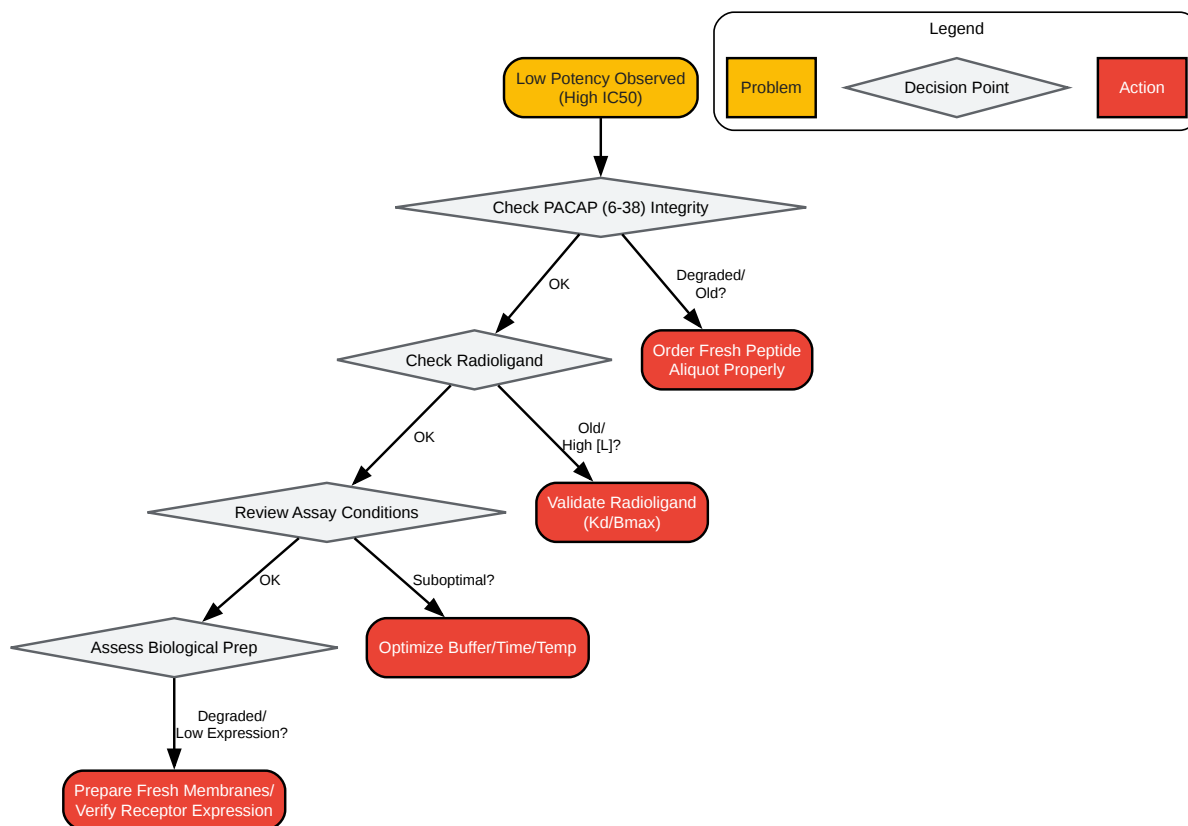 Legend
Problem
Decision Point
Action
Low Potency Observed
(High IC50)
Check PACAP (6-38) Integrity
OK
Degraded/
Old?
Check Radioligand
Order Fresh Peptide
Aliquot Properly
OK
Old/
High [L]?
Review Assay Conditions
Validate Radioligand
(Kd/Bmax)
OK
Suboptimal?
Assess Biological Prep
Optimize Buffer/Time/Temp
Degraded/
Low Expression?
Prepare Fresh Membranes/
Verify Receptor Expression